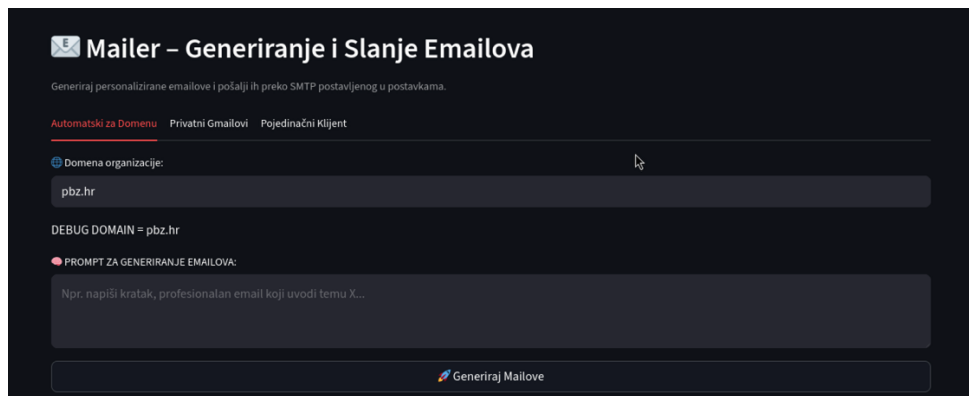 Mailer – Generiranje i Slanje Emailova
Generiraj personalizirane emailove i pošalji ih preko SMTP postavljenog u postavkama.
Automatski za Domenu Privatni Gmailovi Pojedinačni Klijent
Domena organizacije:
pbz.hr
DEBUG DOMAIN = pbz.hr
PROMPT ZA GENERIRANJE EMAILOVA:
Npr. napiši kratak, profesionalan email koji uvodi temu X...
Generiraj Mailove